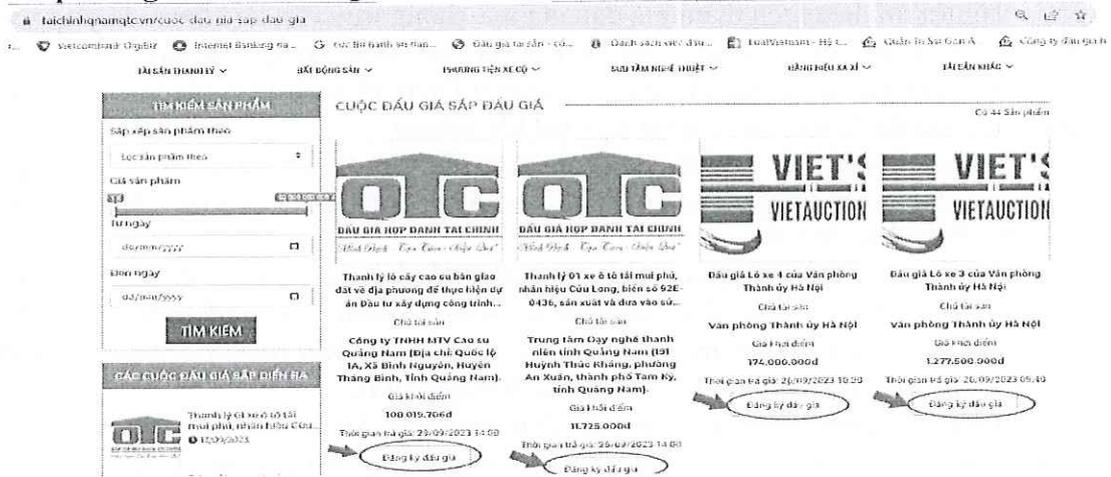 taichinhqnamqtc.vn/cuoc-dau-gia-sap-dau-gia
Vietcombank DigiBiz
Internet Banking
LuatVietnam
TÀI SẢN THANH LÝ
BẤT ĐỘNG SẢN
PHƯƠNG TIỆN XE CỘ
SƯU TẦM NGHỆ THUẬT
HÀNG HIỆU XA XỈ
TÀI SẢN KHÁC
TÌM KIẾM SẢN PHẨM
Sắp xếp sản phẩm theo
Lọc sản phẩm theo
Giá sản phẩm
Từ ngày
dd/mm/yyyy
Đến ngày
dd/mm/yyyy
TÌM KIẾM
CÁC CUỘC ĐẤU GIÁ SẮP DIỄN RA
QTC
Thanh lý 01 xe ô tô tải
mui phủ, nhãn hiệu Cửu...
12/09/2023
CUỘC ĐẤU GIÁ SẮP ĐẤU GIÁ
Có 44 Sản phẩm
QTC
ĐẤU GIÁ HỢP DANH TÀI CHÍNH
Thanh lý lô cây cao su bàn giao
đất về địa phương để thực hiện dự
án Đầu tư xây dựng công trình...
Chủ tài sản
Công ty TNHH MTV Cao su
Quảng Nam (Địa chỉ: Quốc lộ
1A, Xã Bình Nguyên, Huyện
Thăng Bình, Tỉnh Quảng Nam).
Giá khởi điểm
100.019.706đ
Thời gian trả giá: 29/09/2023 14:00
Đăng ký đấu giá
QTC
ĐẤU GIÁ HỢP DANH TÀI CHÍNH
Thanh lý 01 xe ô tô tải mui phủ,
nhãn hiệu Cửu Long, biển số 92E-
0436, sản xuất và đưa vào sử...
Chủ tài sản
Trung tâm Dạy nghề thanh
niên tỉnh Quảng Nam (191
Huỳnh Thúc Kháng, phường
An Xuân, thành phố Tam Kỳ,
tỉnh Quảng Nam).
Giá khởi điểm
11.725.000đ
Thời gian trả giá: 14:00
Đăng ký đấu giá
VIET'S
VIETAUCTION
Đấu giá Lô xe 4 của Văn phòng
Thành ủy Hà Nội
Chủ tài sản
Văn phòng Thành ủy Hà Nội
Giá khởi điểm
174.000.000đ
Thời gian trả giá:
Đăng ký đấu giá
VIET'S
VIETAUCTION
Đấu giá Lô xe 3 của Văn phòng
Thành ủy Hà Nội
Chủ tài sản
Văn phòng Thành ủy Hà Nội
Giá khởi điểm
1.277.500.000đ
Thời gian trả giá:
Đăng ký đấu giá